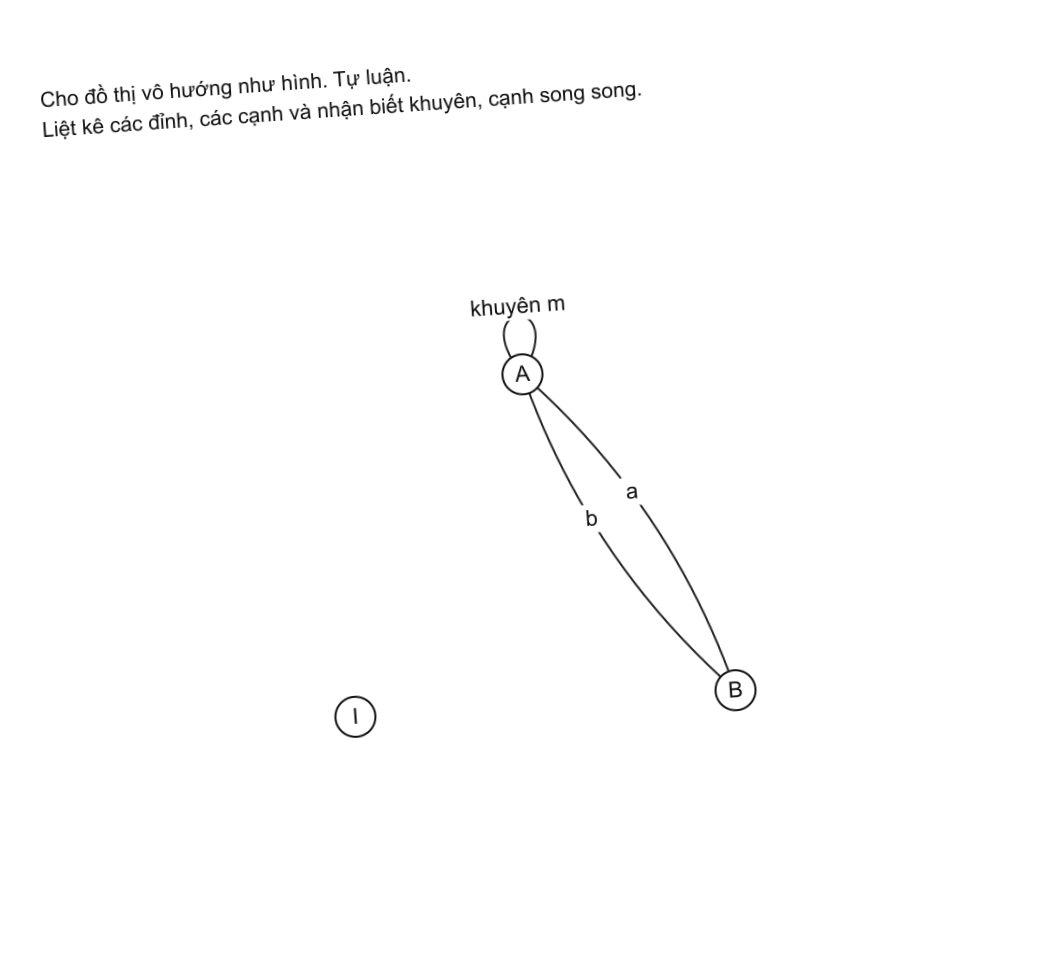 Cho đồ thị vô hướng như hình. Tự luận.
Liệt kê các đỉnh, các cạnh và nhận biết khuyên, cạnh song song.
khuyên m
A
a
b
B
I